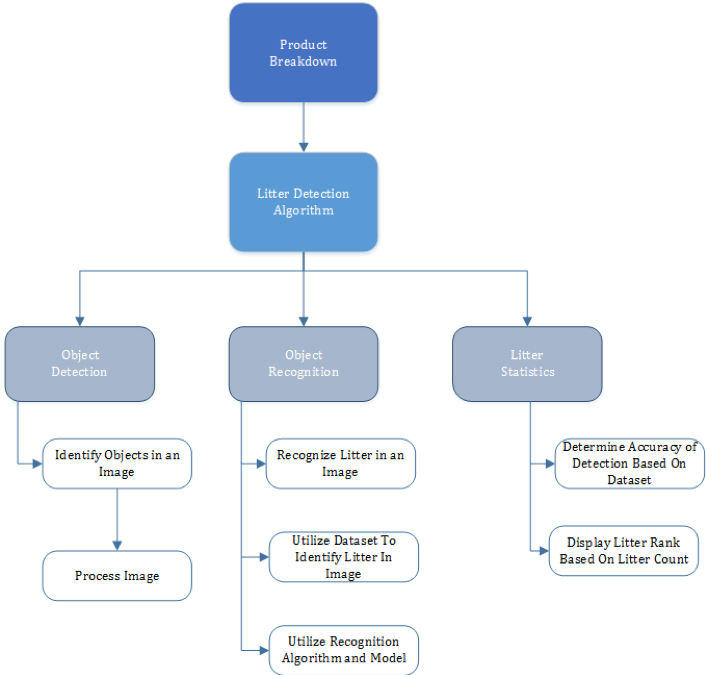 Product
Breakdown
Litter Detection
Algorithm
Object
Detection
Object
Recognition
Litter
Statistics
Identify Objects in an
Image
Process Image
Recognize Litter in an
Image
Utilize Dataset To
Identify Litter In
Image
Utilize Recognition
Algorithm and Model
Determine Accuracy of
Detection Based On
Dataset
Display Litter Rank
Based On Litter Count